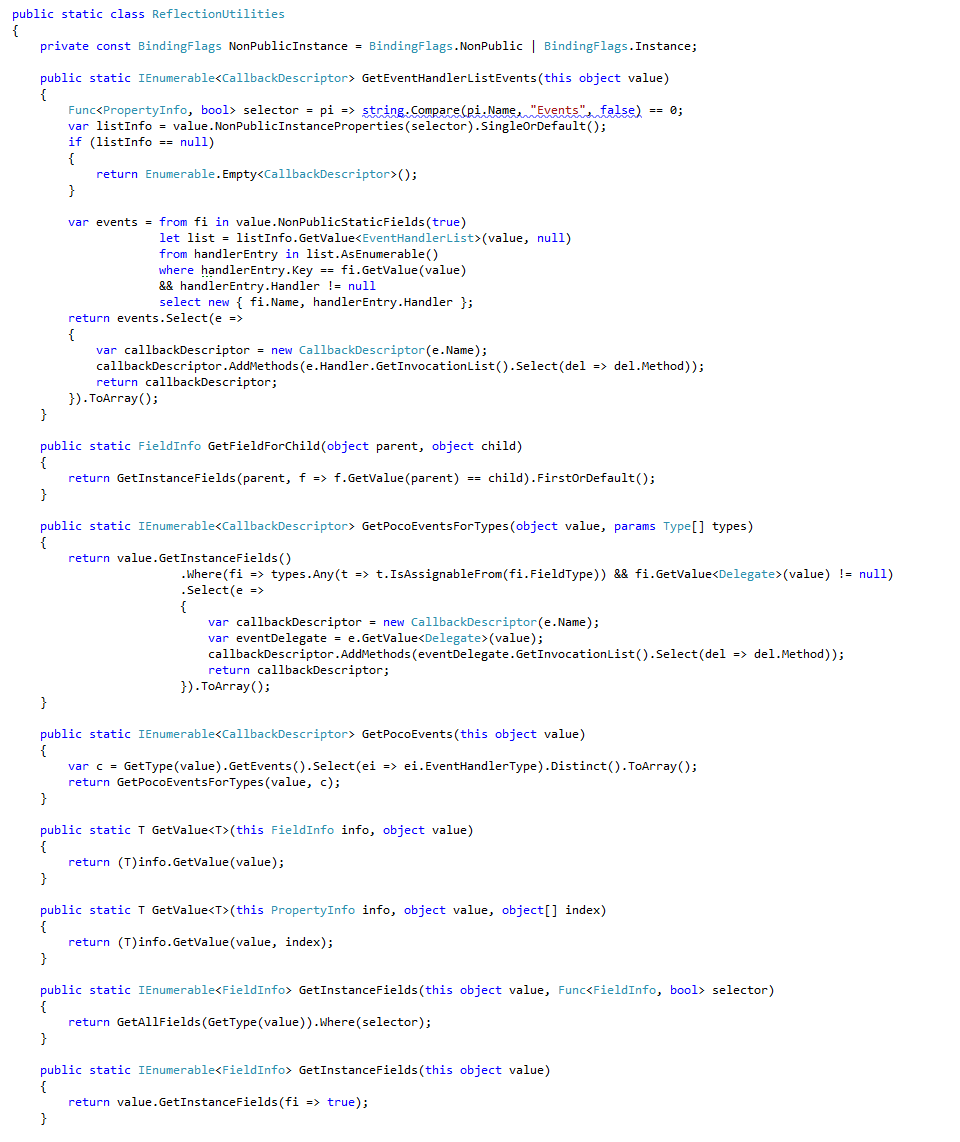 public static class ReflectionUtilities
{
    private const BindingFlags NonPublicInstance = BindingFlags.NonPublic | BindingFlags.Instance;

    public static IEnumerable<CallbackDescriptor> GetEventHandlerListEvents(this object value)
    {
        Func<PropertyInfo, bool> selector = pi => string.Compare(pi.Name, "Events", false) == 0;
        var listInfo = value.NonPublicInstanceProperties(selector).SingleOrDefault();
        if (listInfo == null)
        {
            return Enumerable.Empty<CallbackDescriptor>();
        }

        var events = from fi in value.NonPublicStaticFields(true)
                     let list = listInfo.GetValue<EventHandlerList>(value, null)
                     from handlerEntry in list.AsEnumerable()
                     where handlerEntry.Key == fi.GetValue(value)
                     && handlerEntry.Handler != null
                     select new { fi.Name, handlerEntry.Handler };
        return events.Select(e =>
        {
            var callbackDescriptor = new CallbackDescriptor(e.Name);
            callbackDescriptor.AddMethods(e.Handler.GetInvocationList().Select(del => del.Method));
            return callbackDescriptor;
        }).ToArray();
    }

    public static FieldInfo GetFieldForChild(object parent, object child)
    {
        return GetInstanceFields(parent, f => f.GetValue(parent) == child).FirstOrDefault();
    }

    public static IEnumerable<CallbackDescriptor> GetPocoEventsForTypes(object value, params Type[] types)
    {
        return value.GetInstanceFields()
                        .Where(fi => types.Any(t => t.IsAssignableFrom(fi.FieldType)) && fi.GetValue<Delegate>(value) != null)
                        .Select(e =>
                        {
                            var callbackDescriptor = new CallbackDescriptor(e.Name);
                            var eventDelegate = e.GetValue<Delegate>(value);
                            callbackDescriptor.AddMethods(eventDelegate.GetInvocationList().Select(del => del.Method));
                            return callbackDescriptor;
                        }).ToArray();
    }

    public static IEnumerable<CallbackDescriptor> GetPocoEvents(this object value)
    {
        var c = GetType(value).GetEvents().Select(ei => ei.EventHandlerType).Distinct().ToArray();
        return GetPocoEventsForTypes(value, c);
    }

    public static T GetValue<T>(this FieldInfo info, object value)
    {
        return (T)info.GetValue(value);
    }

    public static T GetValue<T>(this PropertyInfo info, object value, object[] index)
    {
        return (T)info.GetValue(value, index);
    }

    public static IEnumerable<FieldInfo> GetInstanceFields(this object value, Func<FieldInfo, bool> selector)
    {
        return GetAllFields(GetType(value)).Where(selector);
    }

    public static IEnumerable<FieldInfo> GetInstanceFields(this object value)
    {
        return value.GetInstanceFields(fi => true);
    }